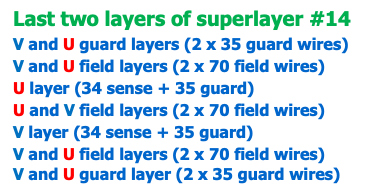 Last two layers of superlayer #14
V and U guard layers (2 x 35 guard wires)
V and U field layers (2 x 70 field wires)
U layer (34 sense + 35 guard)
U and V field layers (2 x 70 field wires)
V layer (34 sense + 35 guard)
V and U field layers (2 x 70 field wires)
V and U guard layer (2 x 35 guard wires)